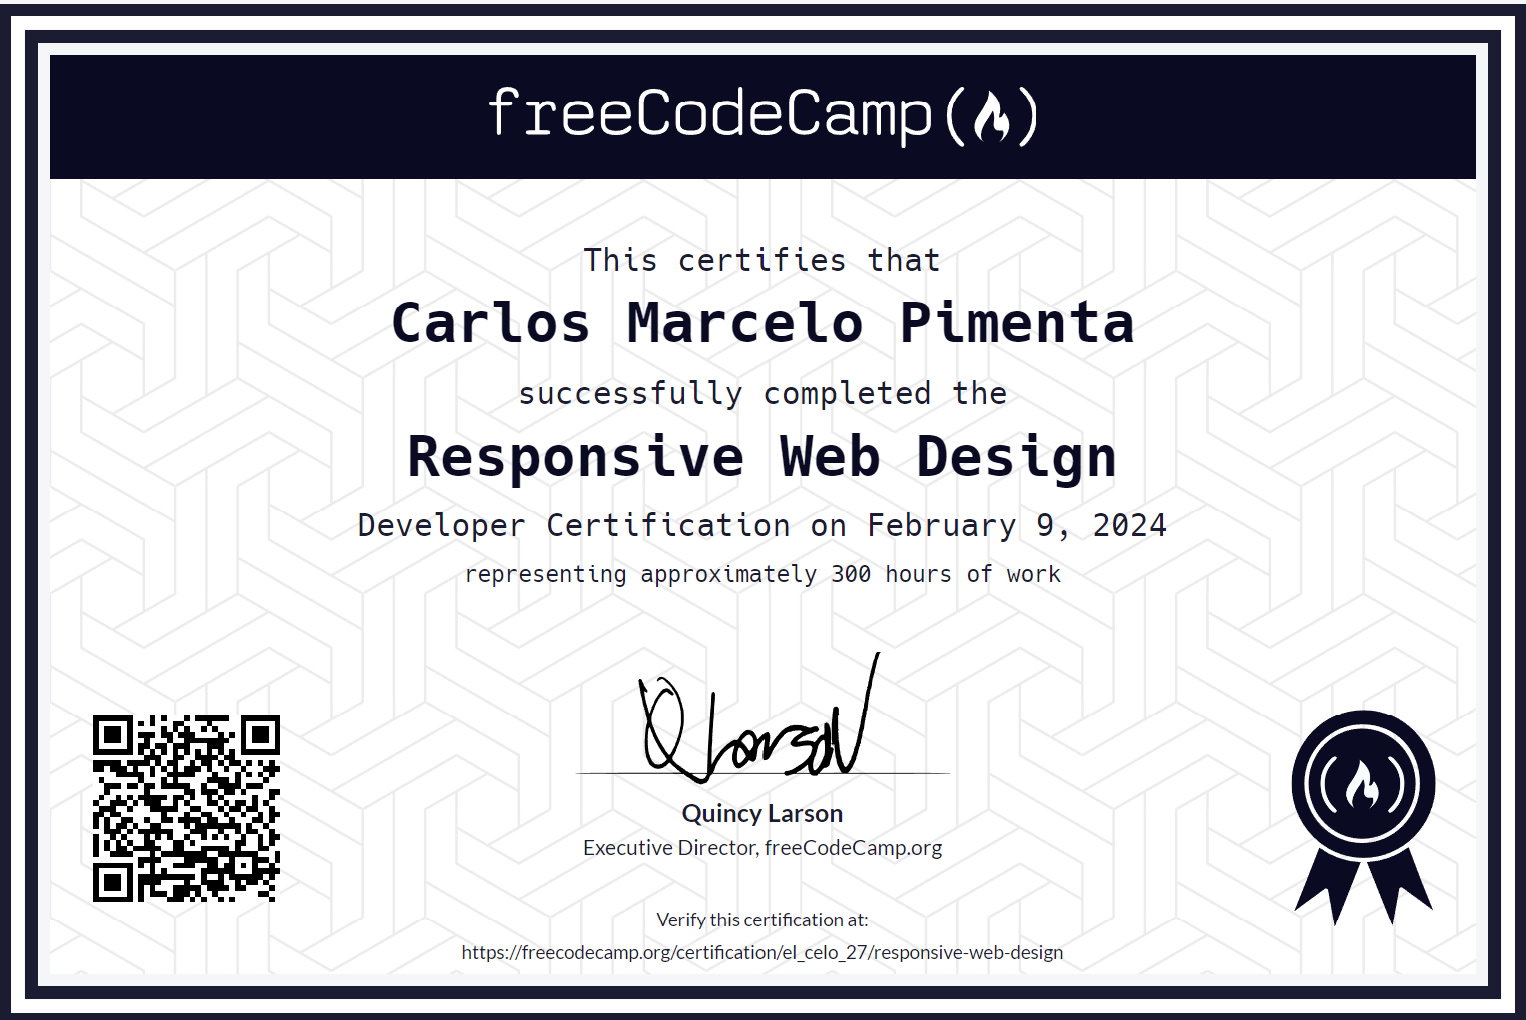 freeCodeCamp
This certifies that
Carlos Marcelo Pimenta
successfully completed the
Responsive Web Design
Developer Certification on February 9, 2024
representing approximately 300 hours of work
Q Larson
Quincy Larson
Executive Director, freeCodeCamp.org
Verify this certification at:
https://freecodecamp.org/certification/el_celo_27/responsive-web-design